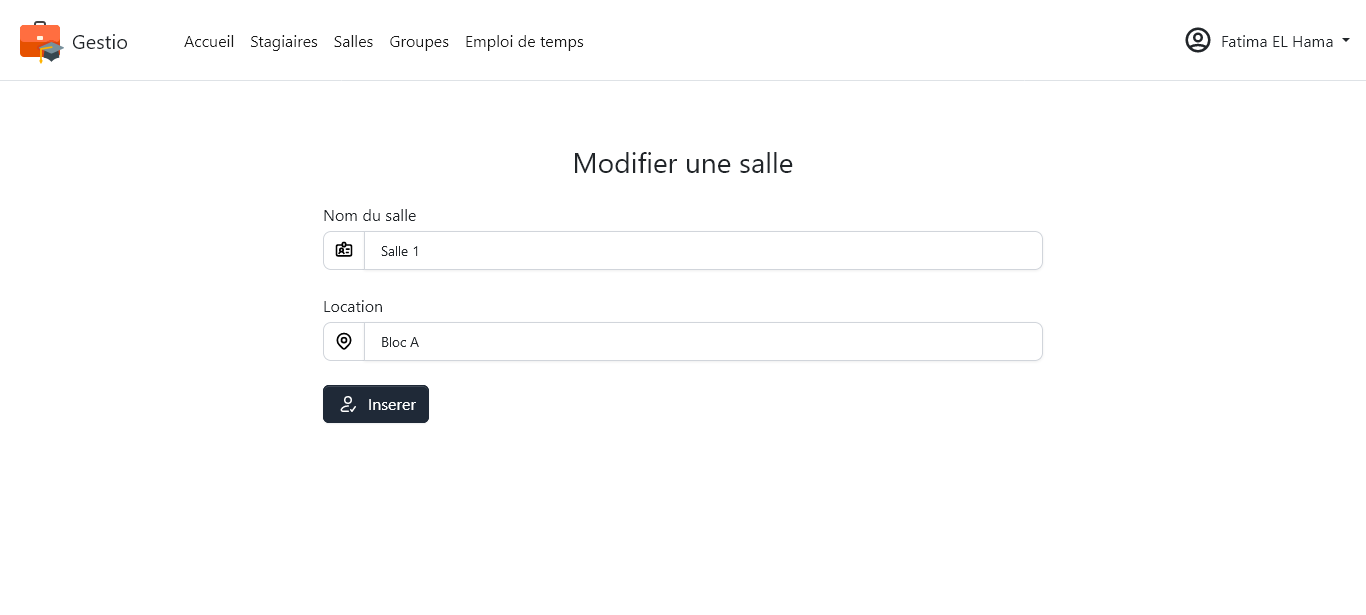 Gestio Accueil Stagiaires Salles Groupes Emploi de temps Fatima EL Hama
Modifier une salle
Nom du salle
Salle 1
Location
Bloc A
Inserer